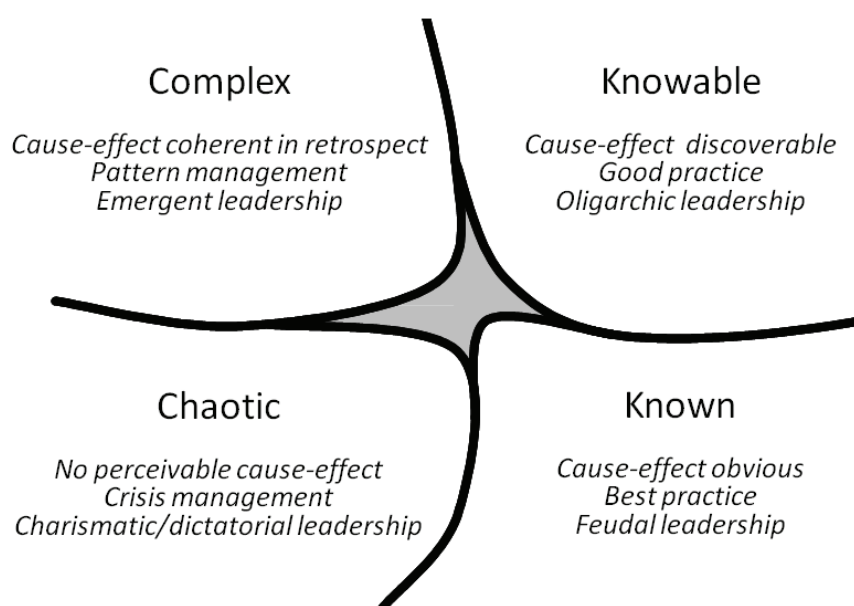 Complex
Cause-effect coherent in retrospect
Pattern management
Emergent leadership
Knowable
Cause-effect discoverable
Good practice
Oligarchic leadership
Chaotic
No perceivable cause-effect
Crisis management
Charismatic/dictatorial leadership
Known
Cause-effect obvious
Best practice
Feudal leadership